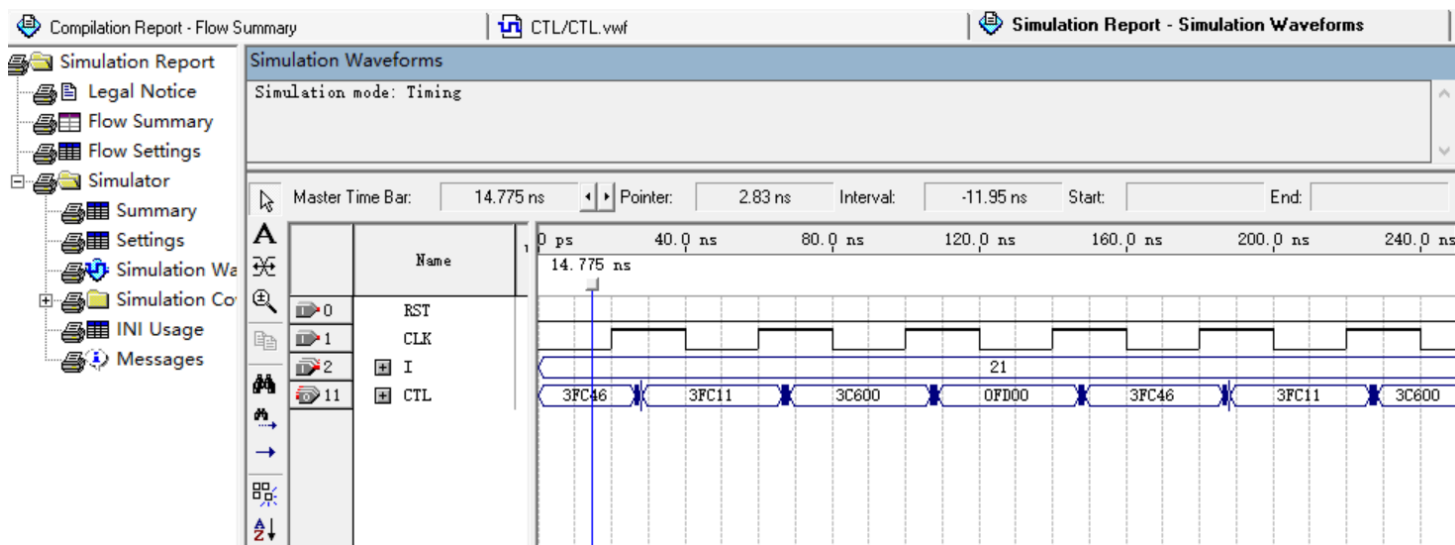 Compilation Report - Flow Summary
CTL/CTL.vwf
Simulation Report - Simulation Waveforms
Simulation Report
Legal Notice
Flow Summary
Flow Settings
Simulator
Summary
Settings
Simulation Wa
Simulation Co
INI Usage
Messages
Simulation Waveforms
Simulation mode: Timing
Master Time Bar: 14.775 ns Pointer: 2.83 ns Interval: -11.95 ns Start: End:
Name
0 ps 40.0 ns 80.0 ns 120.0 ns 160.0 ns 200.0 ns 240.0 ns
14.775 ns
0 RST
1 CLK
2 I 21
11 CTL 3FC46 3FC11 3C600 0FD00 3FC46 3FC11 3C600